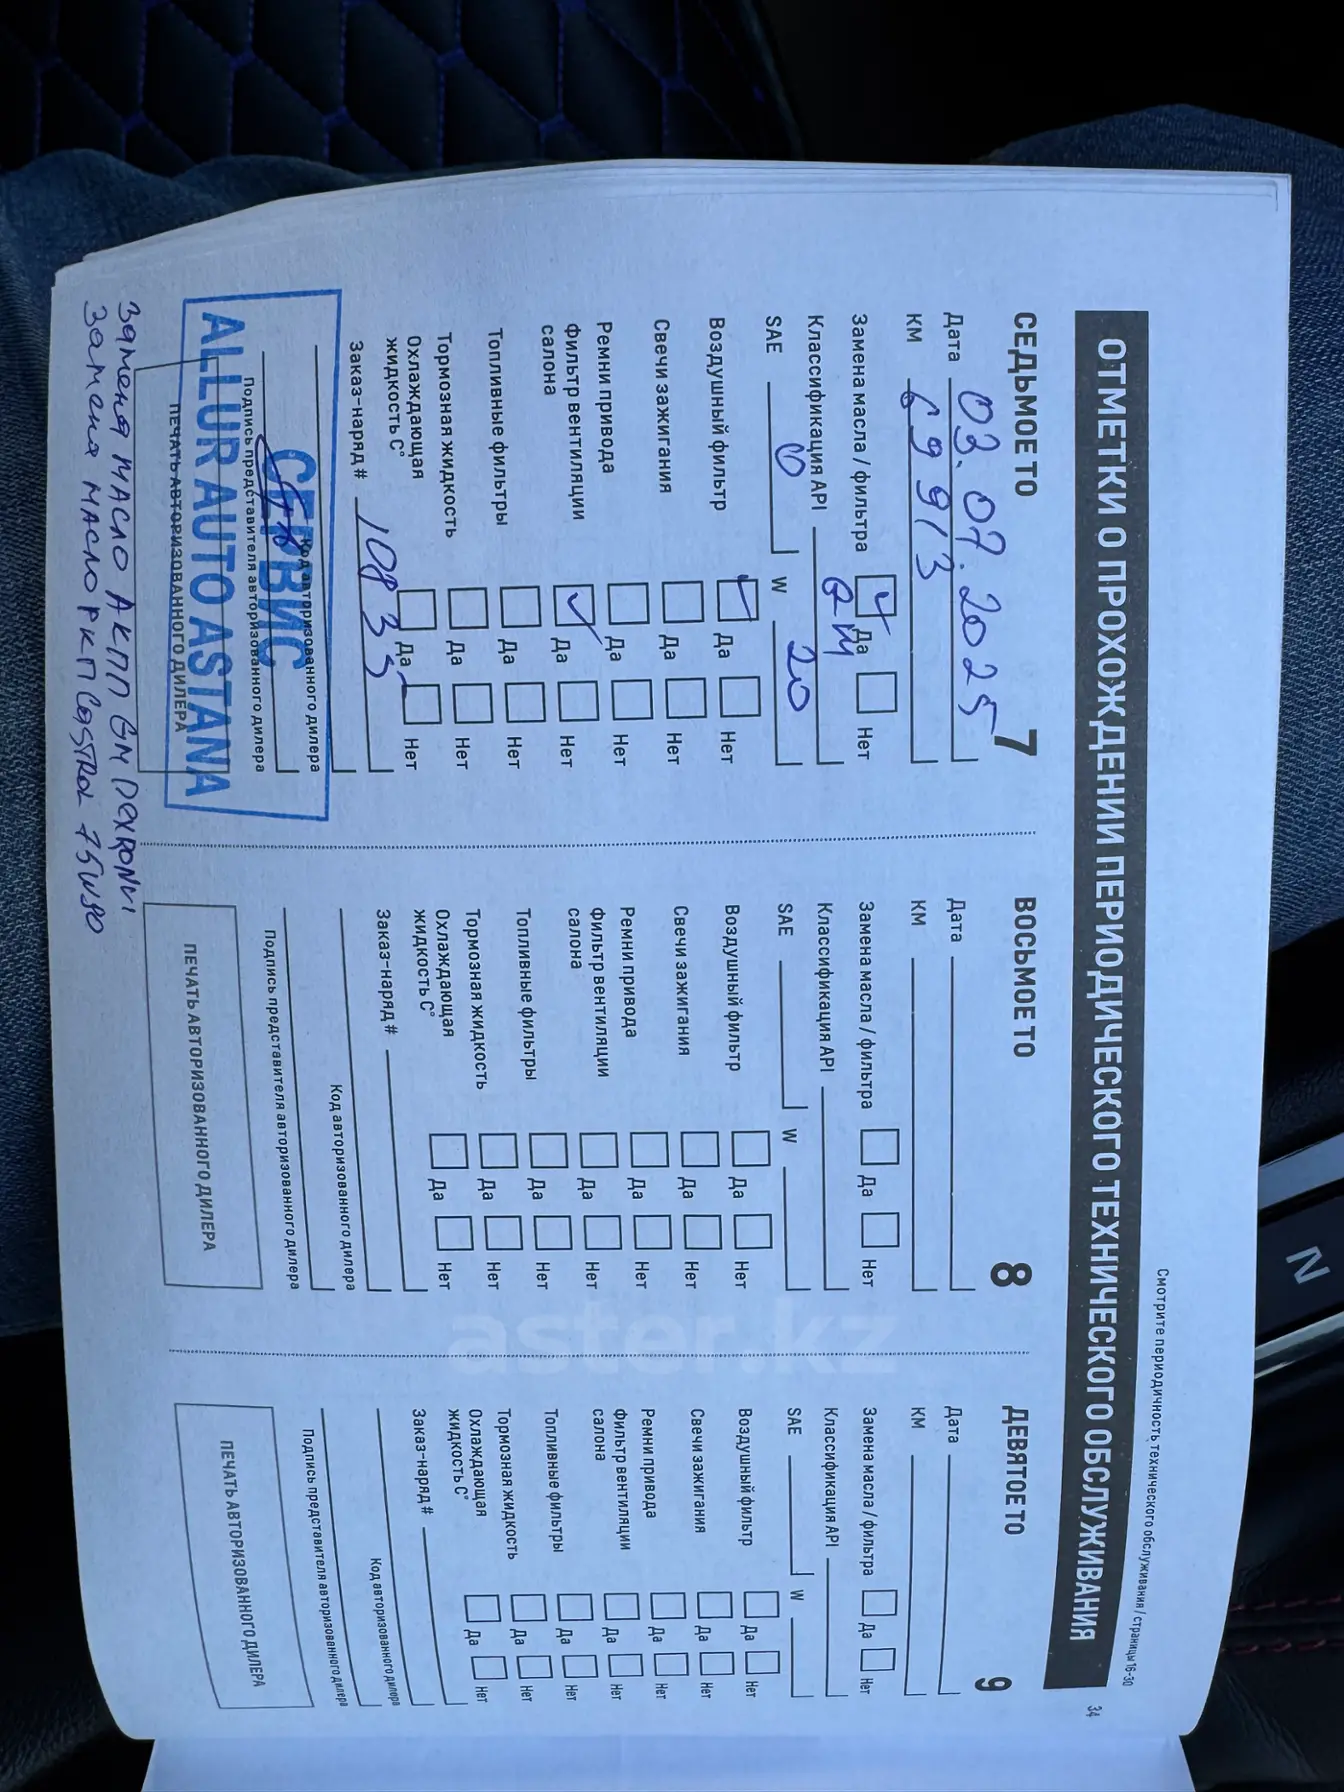 Смотрите периодичность технического обслуживания / страницы 16-30
34
ОТМЕТКИ О ПРОХОЖДЕНИИ ПЕРИОДИЧЕСКОГО ТЕХНИЧЕСКОГО ОБСЛУЖИВАНИЯ
СЕДЬМОЕ ТО 7
Дата 03.07.2025
КМ 69913
Замена масла / фильтра Да Нет
Классификация API GM
SAE 0 W 20
Воздушный фильтр Да Нет
Свечи зажигания Да Нет
Ремни привода Да Нет
фильтр вентиляции
салона Да Нет
Топливные фильтры Да Нет
Тормозная жидкость Да Нет
Охлаждающая
жидкость C° Да Нет
Заказ-наряд # 10833
Код авторизованного дилера
Подпись представителя авторизованного дилера
ПЕЧАТЬ АВТОРИЗОВАННОГО ДИЛЕРА
СЕРВИС
ALLUR AUTO ASTANA
Замена масло АКПП GM DEXRON VI
Замена масло РКП Castrol 75w90
ВОСЬМОЕ ТО 8
Дата
КМ
Замена масла / фильтра Да Нет
Классификация API
SAE W
Воздушный фильтр Да Нет
Свечи зажигания Да Нет
Ремни привода Да Нет
фильтр вентиляции
салона Да Нет
Топливные фильтры Да Нет
Тормозная жидкость Да Нет
Охлаждающая
жидкость C° Да Нет
Заказ-наряд #
Код авторизованного дилера
Подпись представителя авторизованного дилера
ПЕЧАТЬ АВТОРИЗОВАННОГО ДИЛЕРА
ДЕВЯТОЕ ТО 9
Дата
КМ
Замена масла / фильтра Да Нет
Классификация API
SAE W
Воздушный фильтр Да Нет
Свечи зажигания Да Нет
Ремни привода Да Нет
фильтр вентиляции
салона Да Нет
Топливные фильтры Да Нет
Тормозная жидкость Да Нет
Охлаждающая
жидкость C° Да Нет
Заказ-наряд #
Код авторизованного дилера
Подпись представителя авторизованного дилера
ПЕЧАТЬ АВТОРИЗОВАННОГО ДИЛЕРА
aster.kz
N